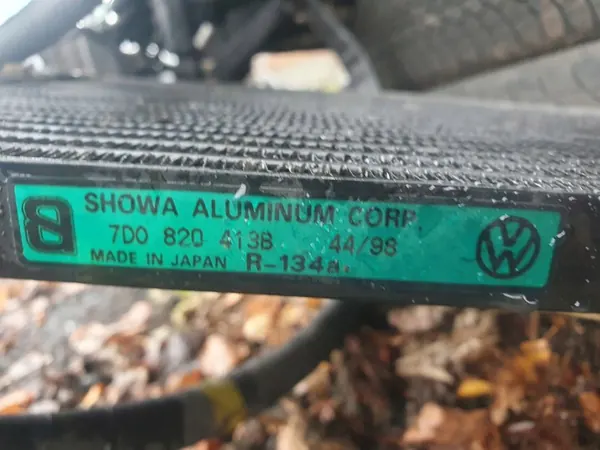 SHOWA ALUMINUM CORP.
7D0 820 413B 44/98
MADE IN JAPAN R-134a.